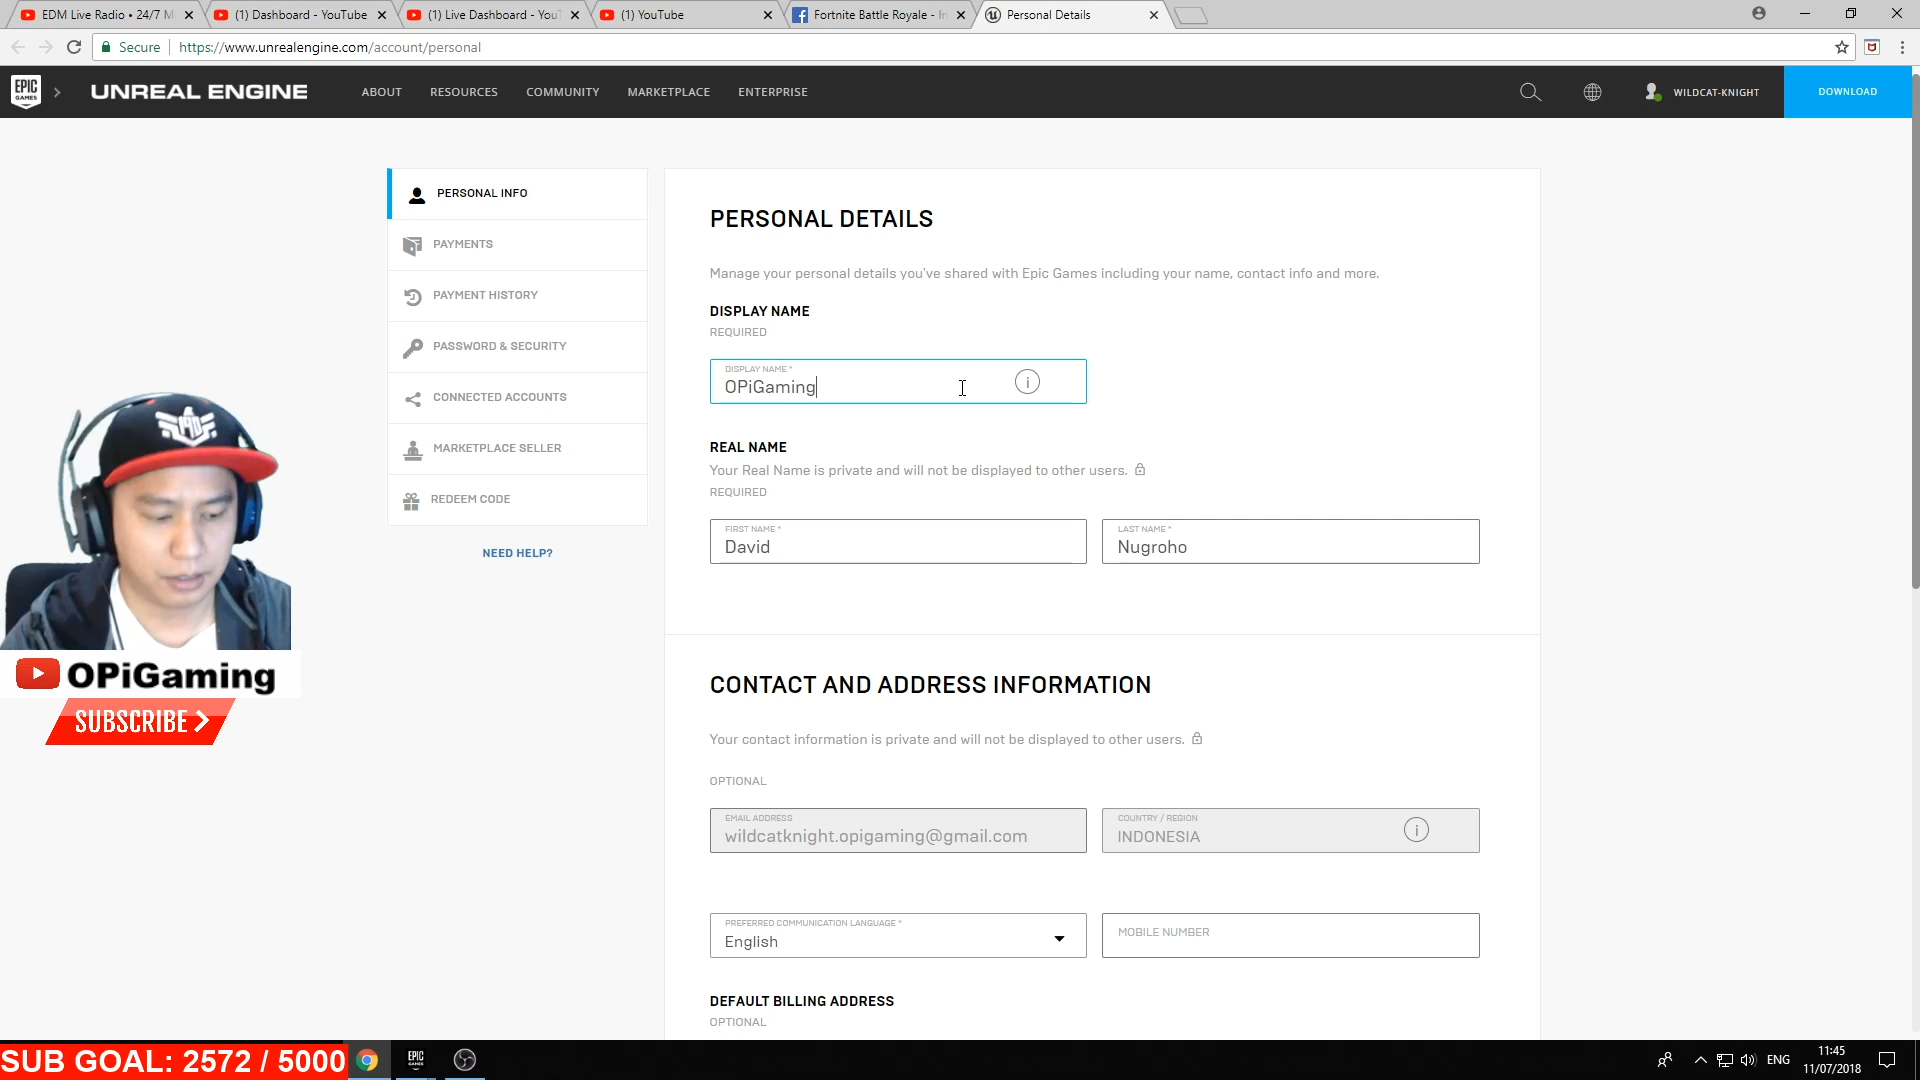 EDM Live Radio • 24/7 M
(1) Dashboard - YouTube
(1) Live Dashboard - You
(1) YouTube
Fortnite Battle Royale - In
Personal Details
Secure
https://www.unrealengine.com/account/personal
EPIC GAMES
UNREAL ENGINE
ABOUT
RESOURCES
COMMUNITY
MARKETPLACE
ENTERPRISE
WILDCAT-KNIGHT
DOWNLOAD
PERSONAL INFO
PAYMENTS
PAYMENT HISTORY
PASSWORD & SECURITY
CONNECTED ACCOUNTS
MARKETPLACE SELLER
REDEEM CODE
NEED HELP?
PERSONAL DETAILS
Manage your personal details you've shared with Epic Games including your name, contact info and more.
DISPLAY NAME
REQUIRED
DISPLAY NAME *
OPiGaming
REAL NAME
Your Real Name is private and will not be displayed to other users.
REQUIRED
FIRST NAME *
David
LAST NAME *
Nugroho
CONTACT AND ADDRESS INFORMATION
Your contact information is private and will not be displayed to other users.
OPTIONAL
EMAIL ADDRESS
wildcatknight.opigaming@gmail.com
COUNTRY / REGION
INDONESIA
PREFERRED COMMUNICATION LANGUAGE *
English
MOBILE NUMBER
DEFAULT BILLING ADDRESS
OPTIONAL
OPiGaming
SUBSCRIBE
SUB GOAL: 2572 / 5000
EPIC GAMES
ENG
11:45
11/07/2018